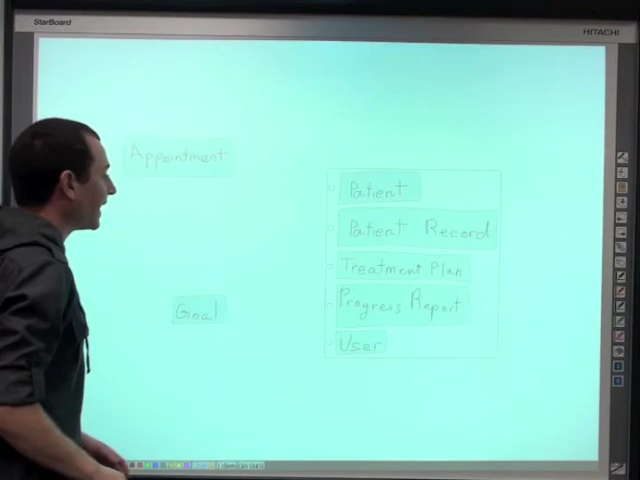 StarBoard
HITACHI
Appointment
Patient
Patient Record
Treatment Plan
Progress Report
Goal
User